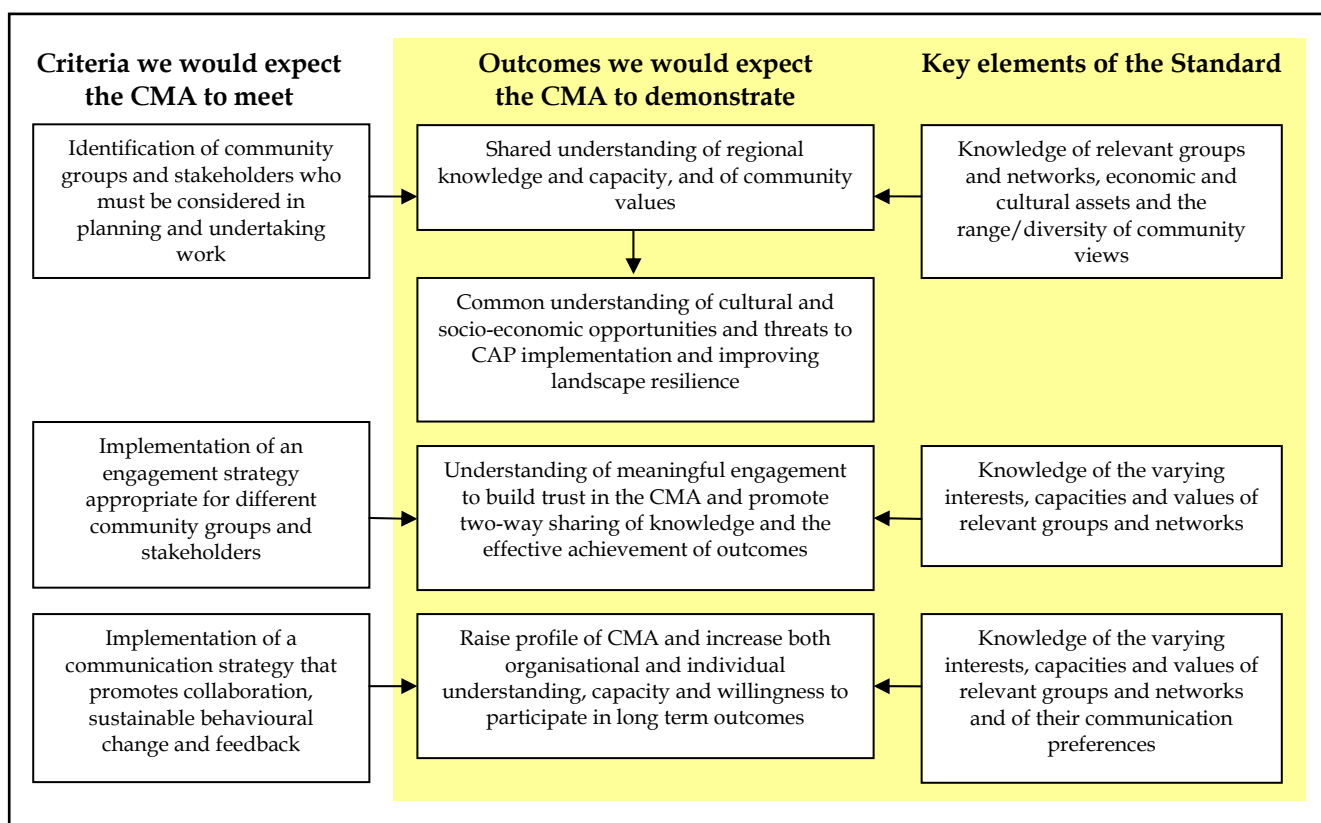 Criteria we would expect
the CMA to meet
Outcomes we would expect
the CMA to demonstrate
Key elements of the Standard
Identification of community
groups and stakeholders who
must be considered in
planning and undertaking
work
Shared understanding of regional
knowledge and capacity, and of community
values
Knowledge of relevant groups
and networks, economic and
cultural assets and the
range/diversity of community
views
Common understanding of cultural and
socio-economic opportunities and threats to
CAP implementation and improving
landscape resilience
Implementation of an
engagement strategy
appropriate for different
community groups and
stakeholders
Understanding of meaningful engagement
to build trust in the CMA and promote
two-way sharing of knowledge and the
effective achievement of outcomes
Knowledge of the varying
interests, capacities and values of
relevant groups and networks
Implementation of a
communication strategy that
promotes collaboration,
sustainable behavioural
change and feedback
Raise profile of CMA and increase both
organisational and individual
understanding, capacity and willingness to
participate in long term outcomes
Knowledge of the varying
interests, capacities and values of
relevant groups and networks
and of their communication
preferences